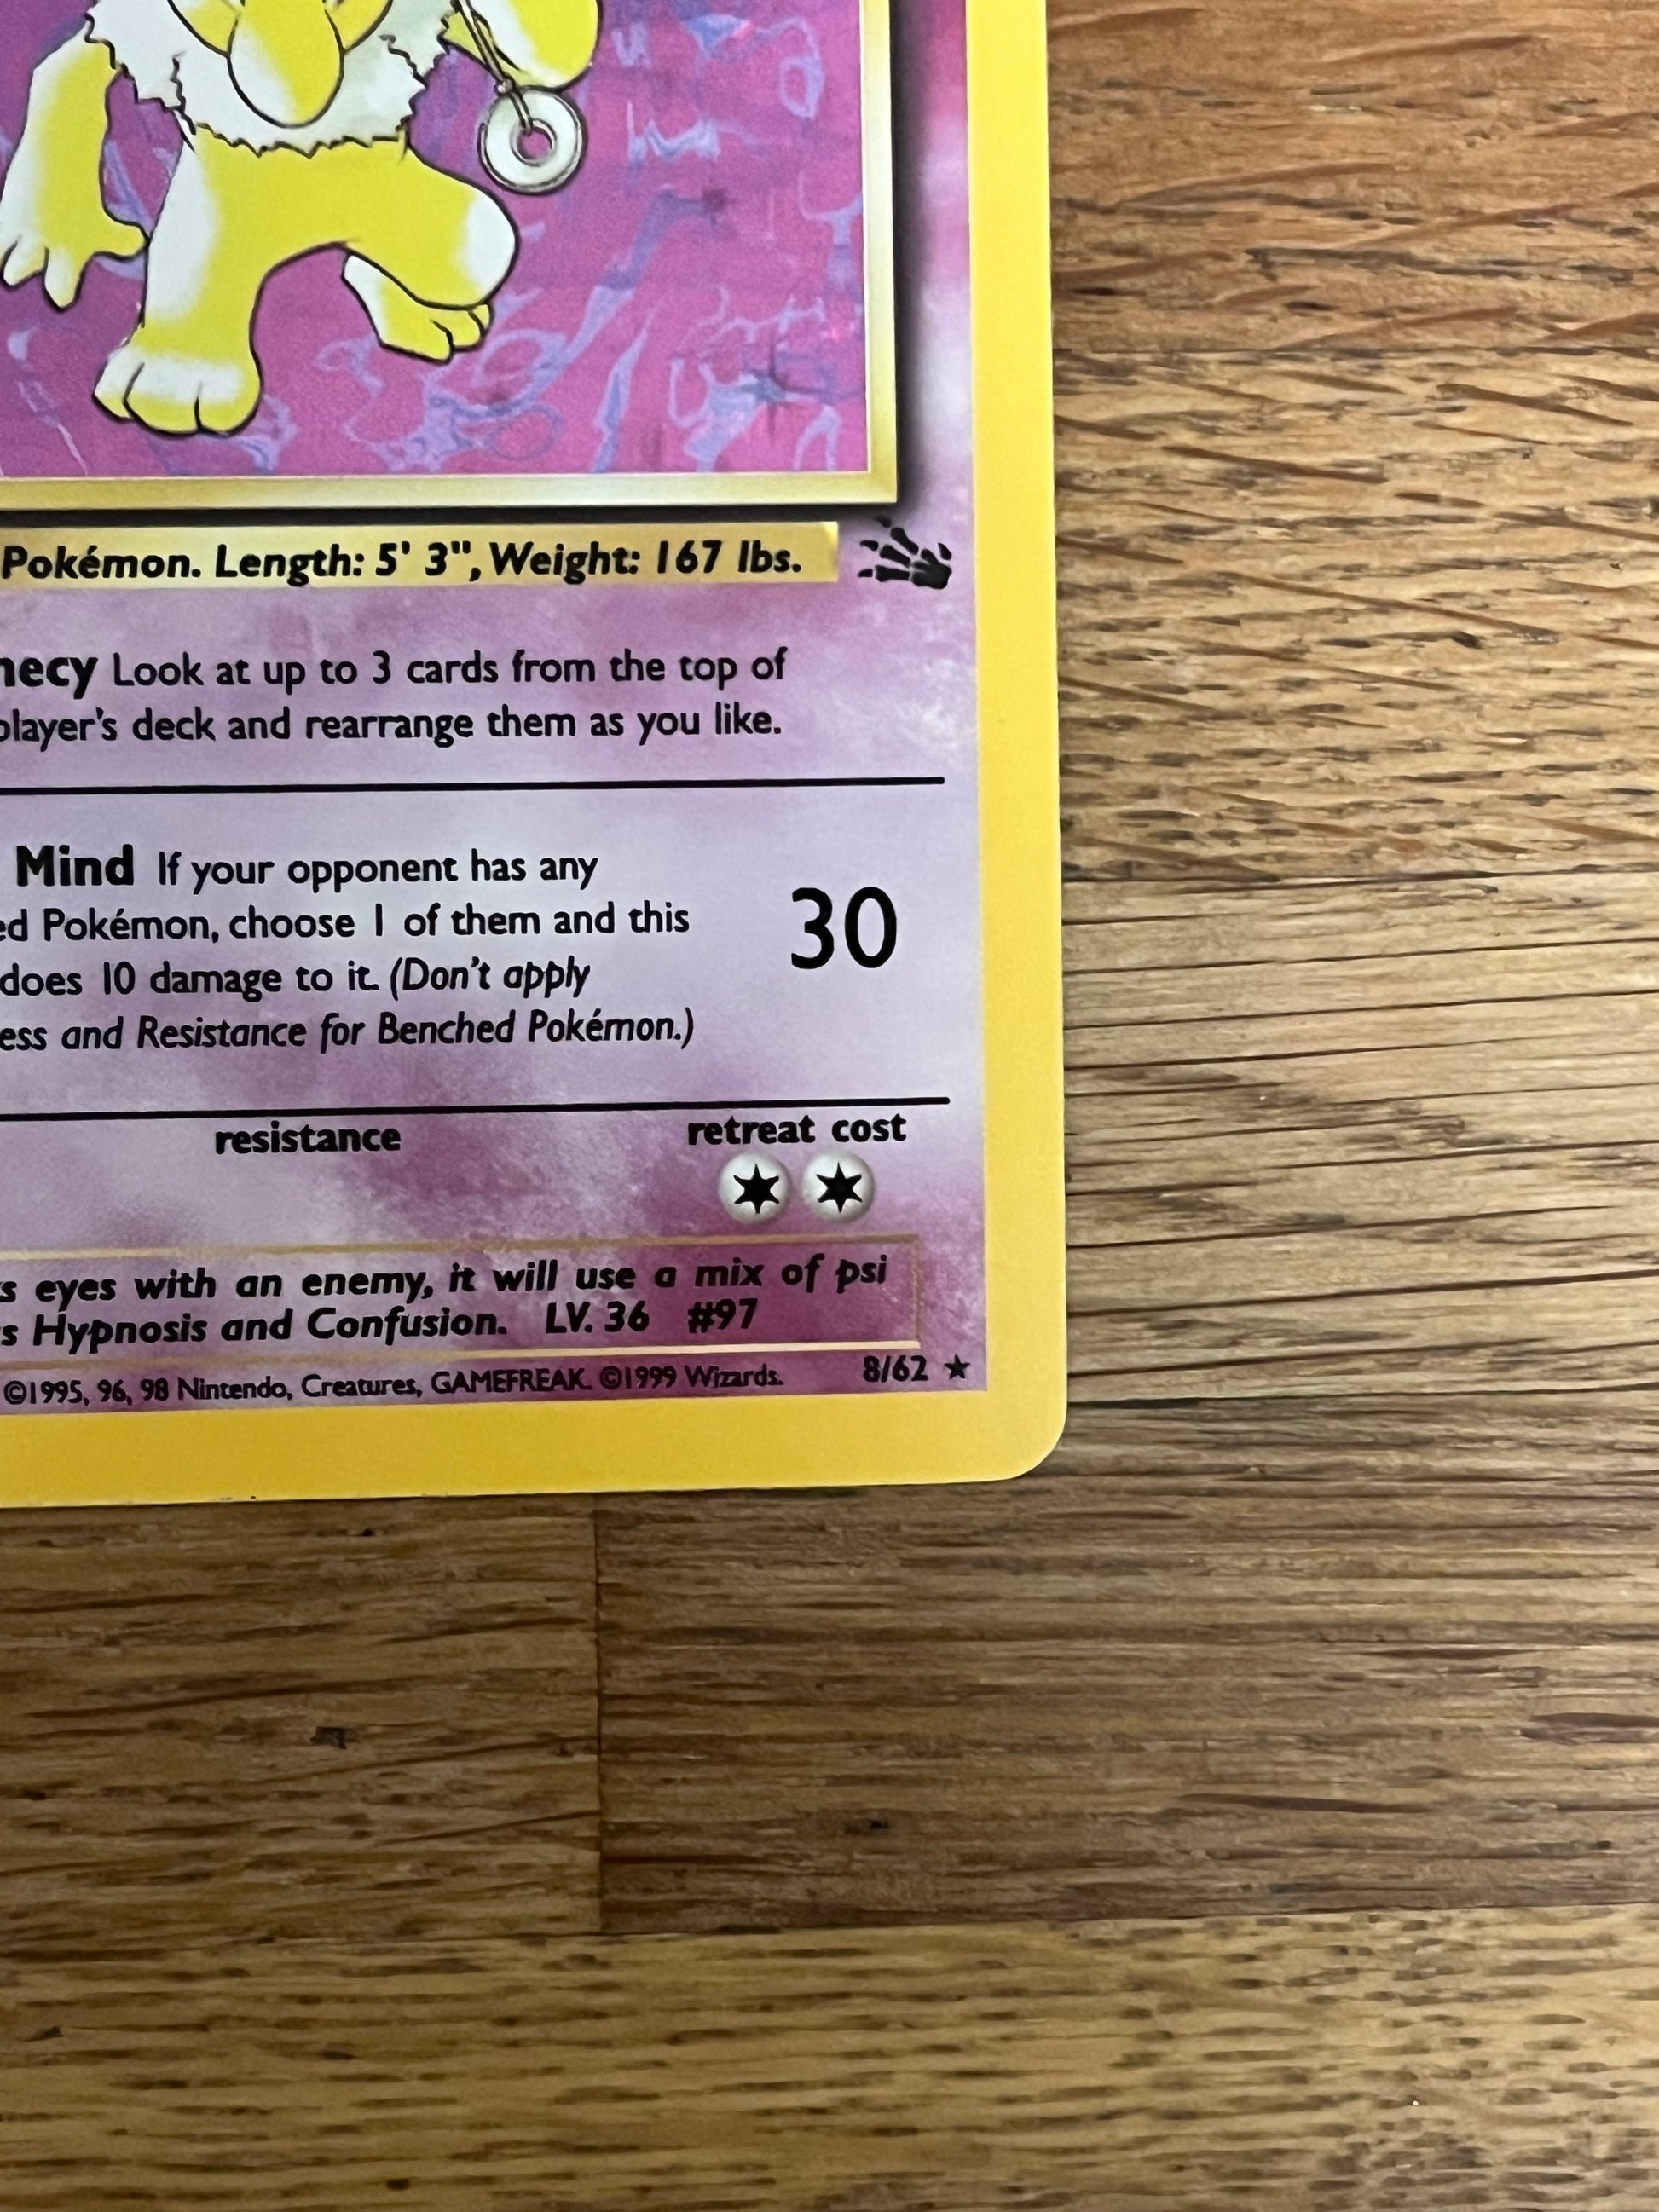 Pokémon. Length: 5' 3", Weight: 167 lbs.
necy Look at up to 3 cards from the top of
player's deck and rearrange them as you like.
Mind If your opponent has any
ed Pokémon, choose 1 of them and this
does 10 damage to it. (Don't apply
ess and Resistance for Benched Pokémon.)
30
resistance
retreat cost
s eyes with an enemy, it will use a mix of psi
s Hypnosis and Confusion. LV. 36 #97
©1995, 96, 98 Nintendo, Creatures, GAMEFREAK. ©1999 Wizards. 8/62 ★